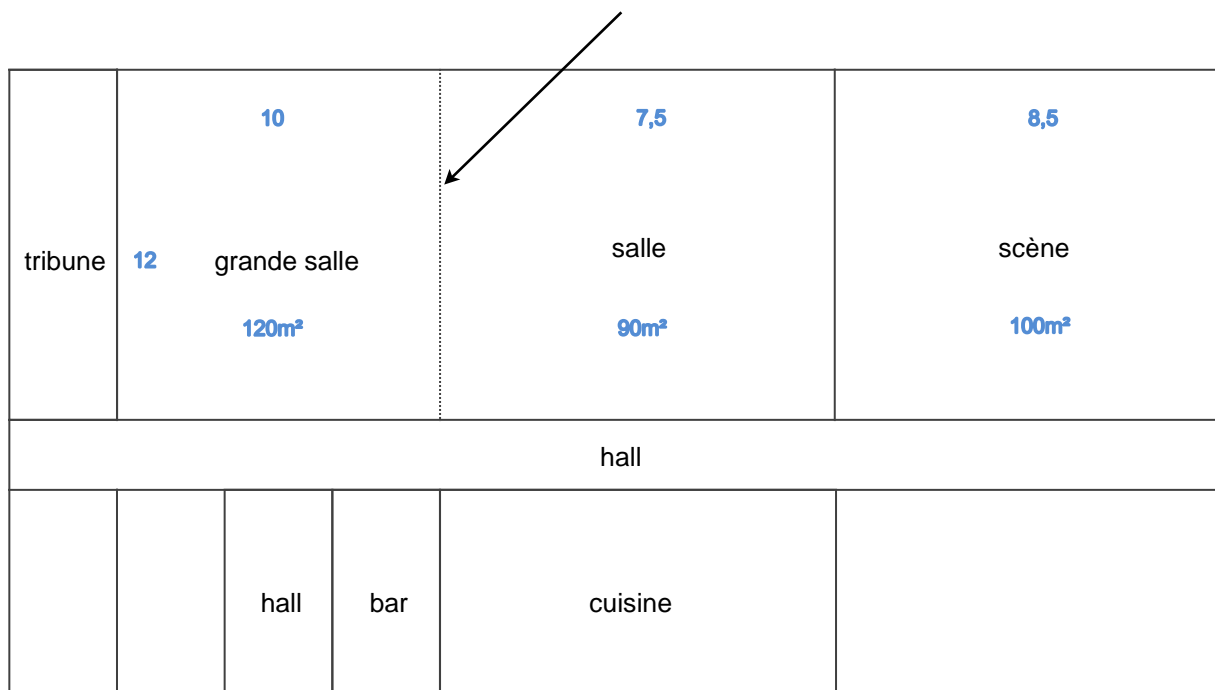 10
7,5
8,5
tribune
12
grande salle
salle
scène
120m²
90m²
100m²
hall
hall
bar
cuisine